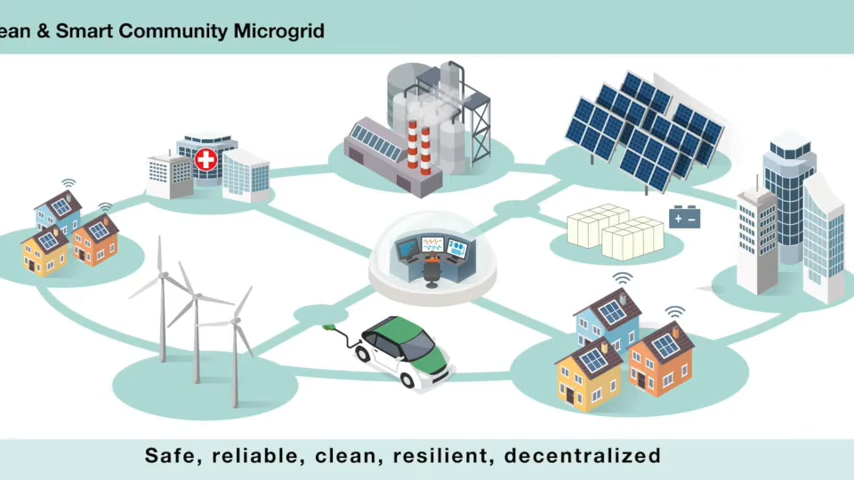 ean & Smart Community Microgrid
Safe, reliable, clean, resilient, decentralized